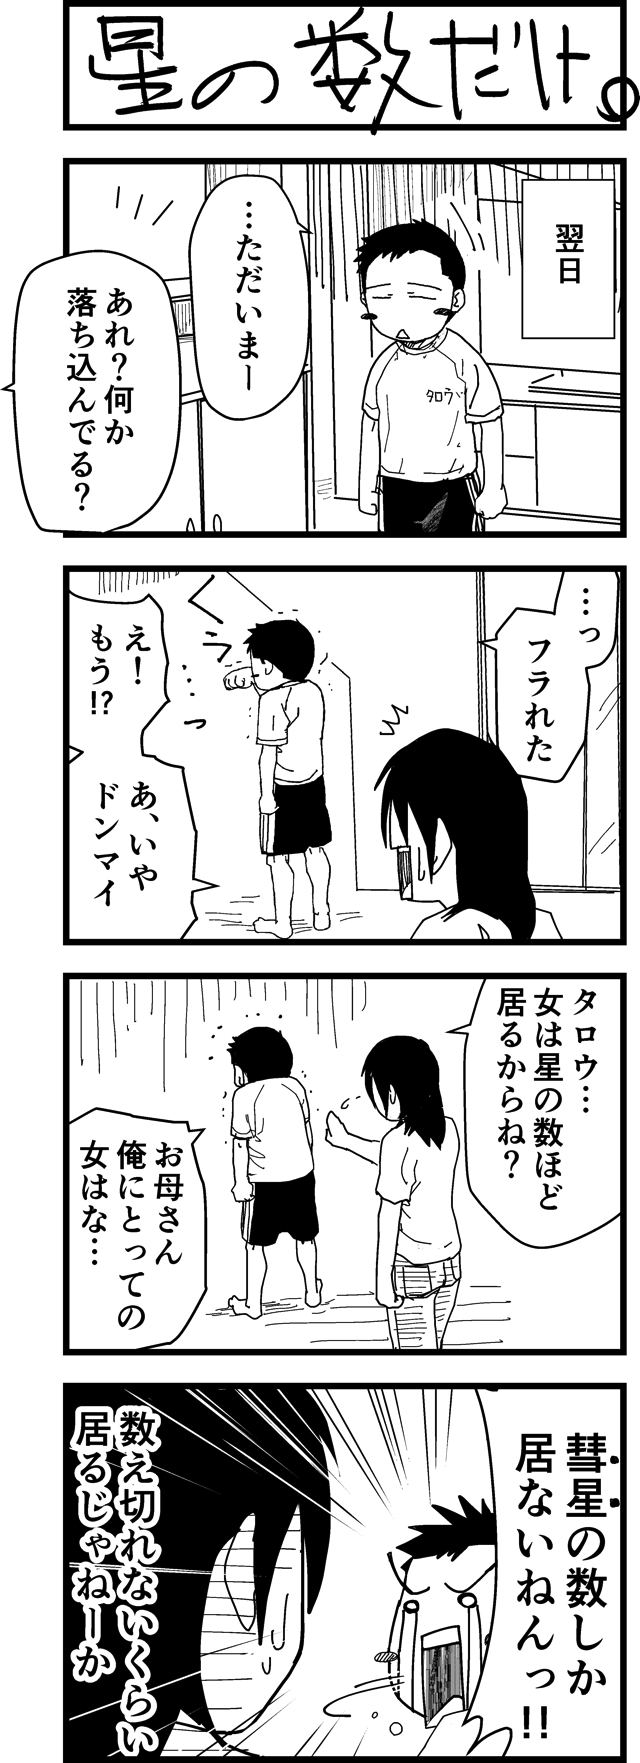 星の数だけ。
翌日
…ただいまー
あれ？何か
落ち込んでる？
タロウ
…っ
フラれた
くっ…
え！
もう!?
あ、いや
ドンマイ
タロウ…
女は星の数ほど
居るからね？
お母さん
俺にとっての
女はな…
彗星の数しか
居ないねんっ!!
数え切れないくらい
居るじゃねーか